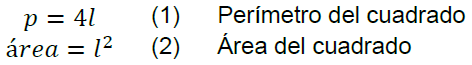 p = 4l (1) Perímetro del cuadrado
área = l² (2) Área del cuadrado